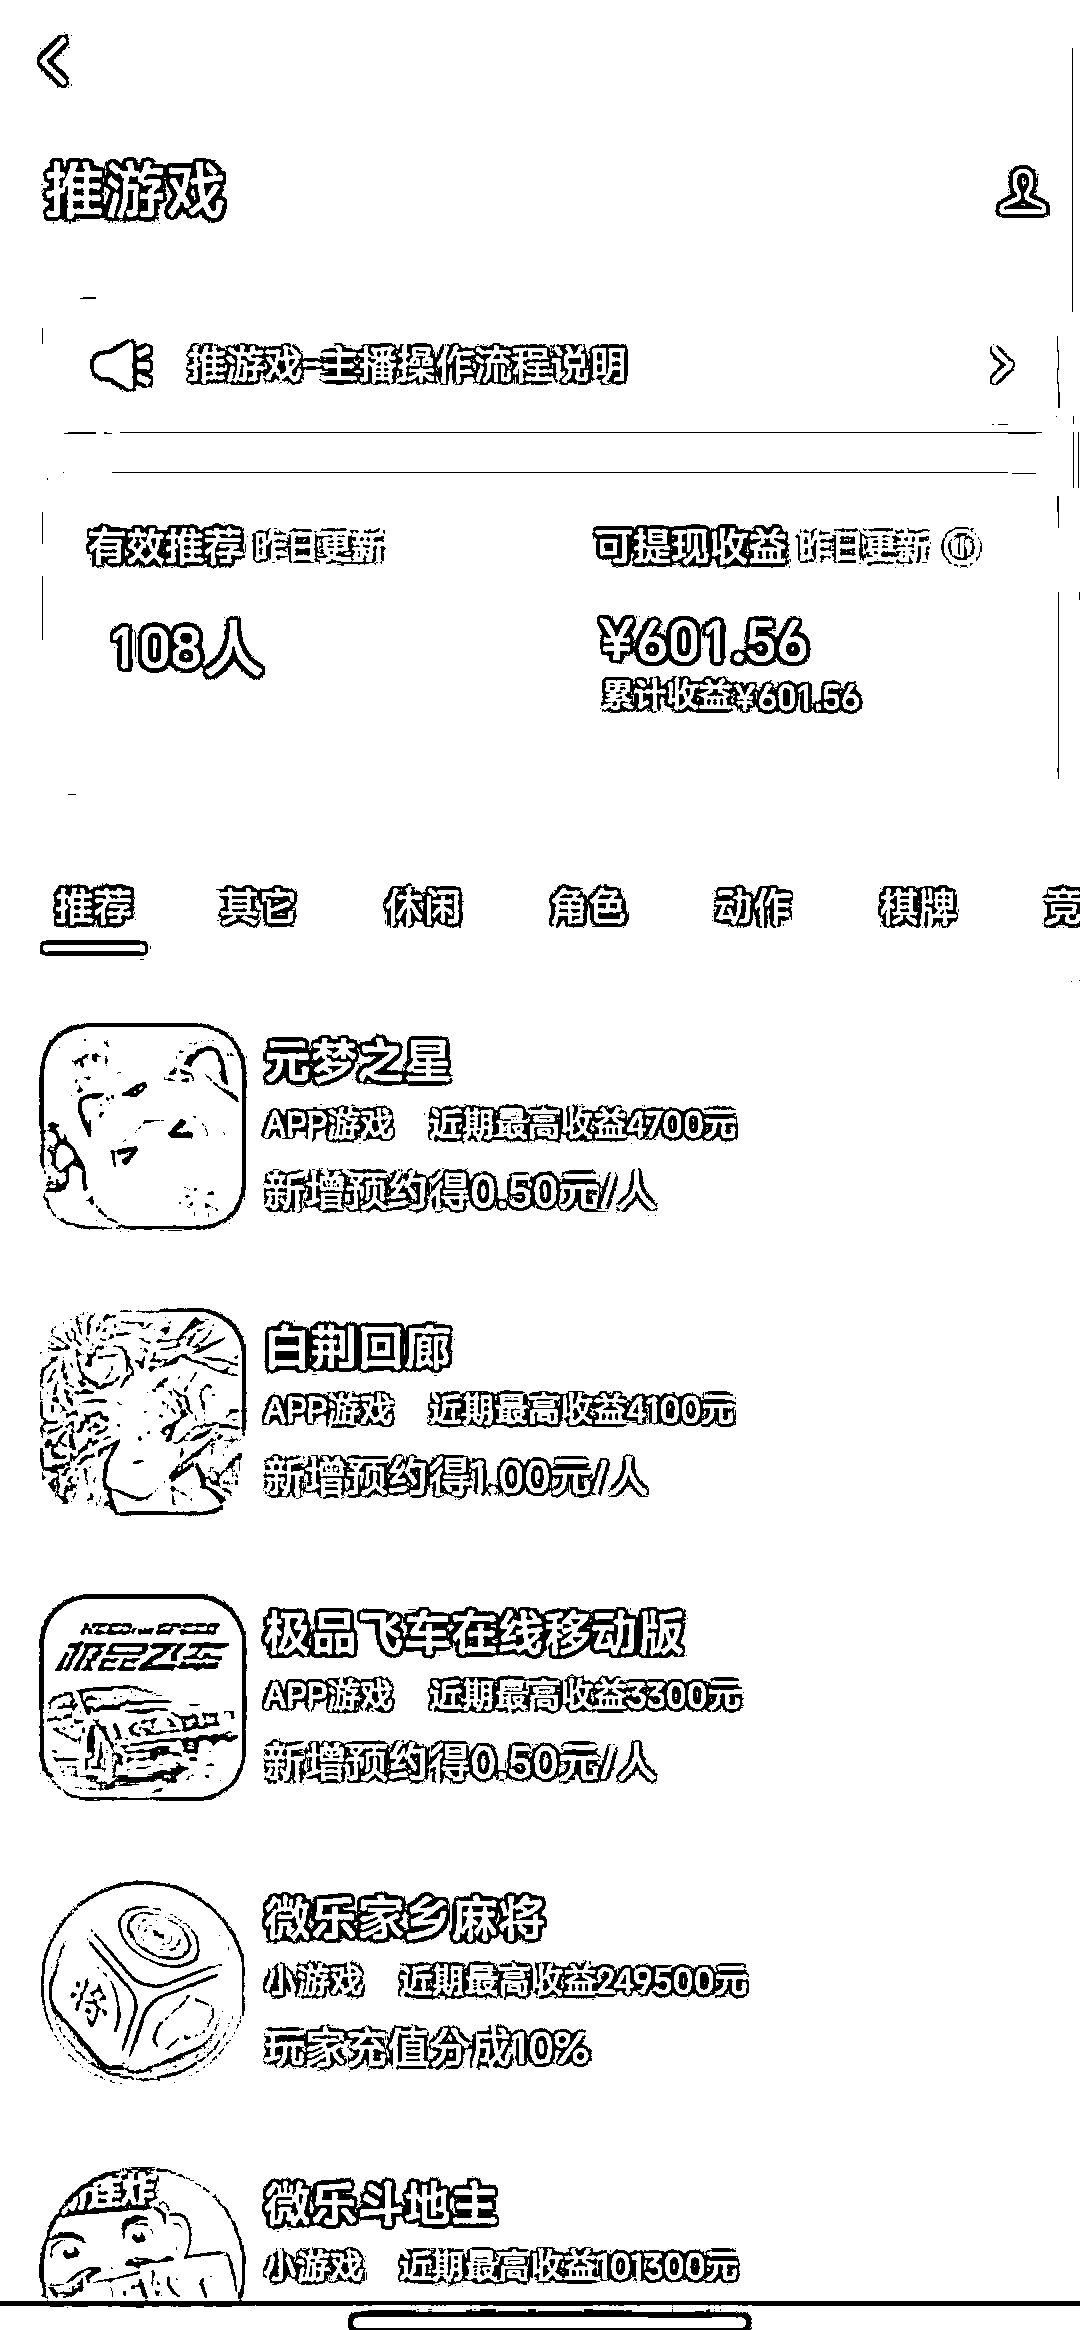 推游戏
推游戏-主播操作流程说明
有效推荐 昨日更新
可提现收益 昨日更新
108人
¥601.56
累计收益¥601.56
推荐 其它 休闲 角色 动作 棋牌 竞
元梦之星
APP游戏 近期最高收益4700元
新增预约得0.50元/人
白荆回廊
APP游戏 近期最高收益4100元
新增预约得1.00元/人
NEED FOR SPEED
极品飞车
极品飞车在线移动版
APP游戏 近期最高收益3300元
新增预约得0.50元/人
将
微乐家乡麻将
小游戏 近期最高收益249500元
玩家充值分成10%
微乐斗地主
小游戏 近期最高收益101300元